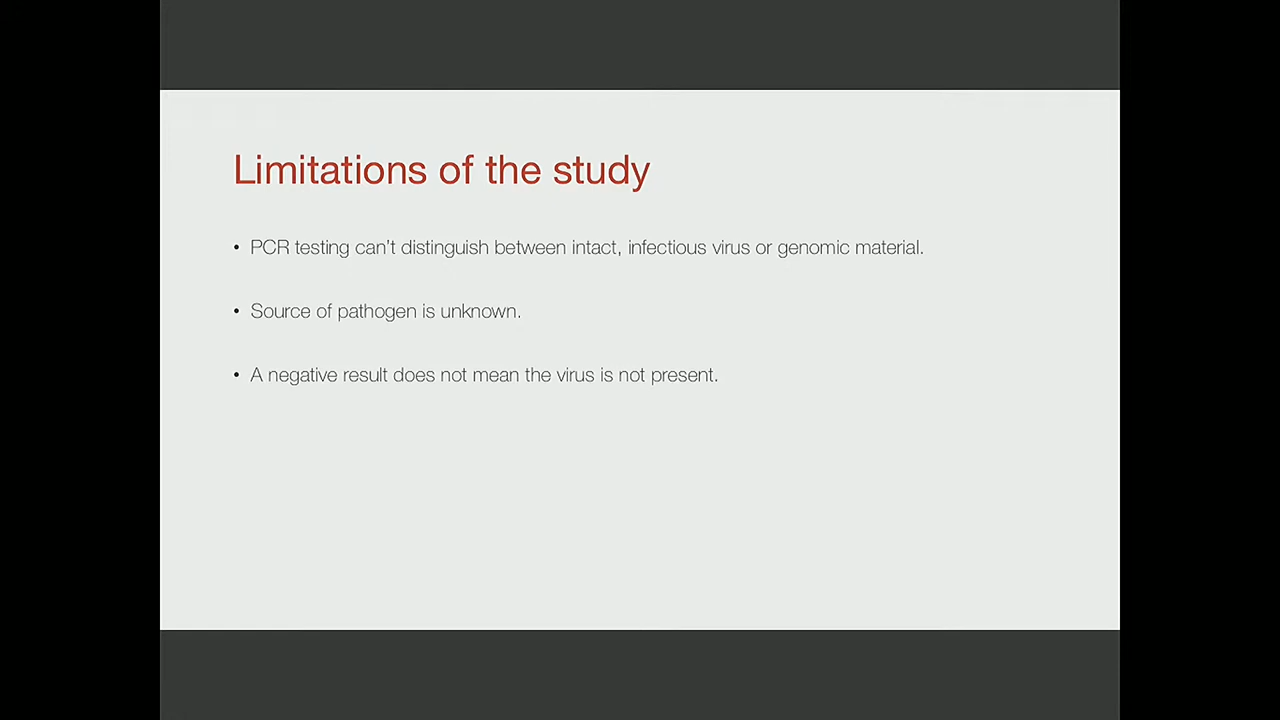 Limitations of the study
• PCR testing can't distinguish between intact, infectious virus or genomic material.
• Source of pathogen is unknown.
• A negative result does not mean the virus is not present.